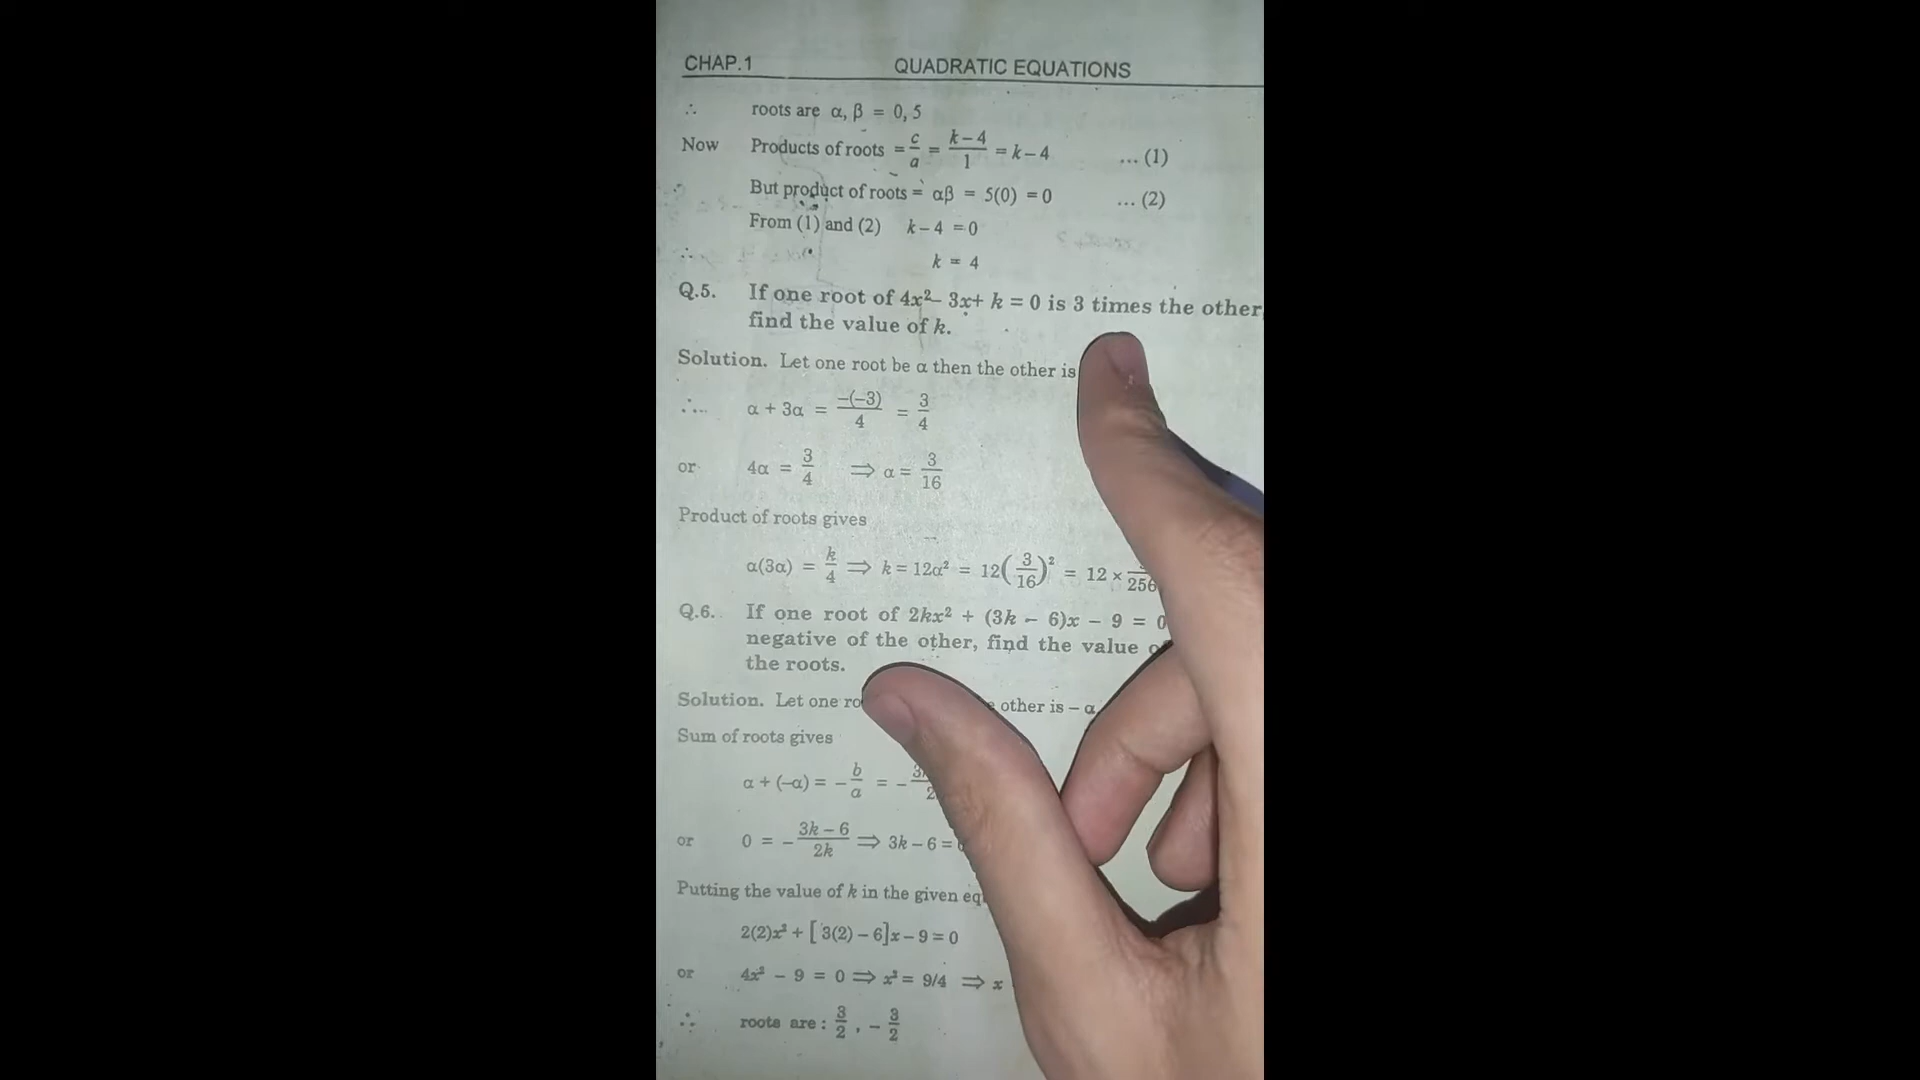 CHAP.1 QUADRATIC EQUATIONS
∴ roots are α, β = 0, 5
Now Products of roots = c/a = (k – 4)/1 = k – 4 ... (1)
But product of roots = αβ = 5(0) = 0 ... (2)
From (1) and (2) k – 4 = 0
∴ k = 4
Q.5. If one root of 4x² – 3x + k = 0 is 3 times the other,
find the value of k.
Solution. Let one root be α then the other is
∴ α + 3α = –(–3)/4 = 3/4
or 4α = 3/4 ⇒ α = 3/16
Product of roots gives
α(3α) = k/4 ⇒ k = 12α² = 12(3/16)² = 12 × /256
Q.6. If one root of 2kx² + (3k – 6)x – 9 = 0
negative of the other, find the value
the roots.
Solution. Let one other is – α
Sum of roots gives
α + (–α) = – b/a = –
or 0 = – (3k – 6)/2k ⇒ 3k – 6 =
Putting the value of k in the given
2(2)x² + [3(2) – 6]x – 9 = 0
or 4x² – 9 = 0 ⇒ x² = 9/4 ⇒ x
∴ roots are : 3/2 , – 3/2